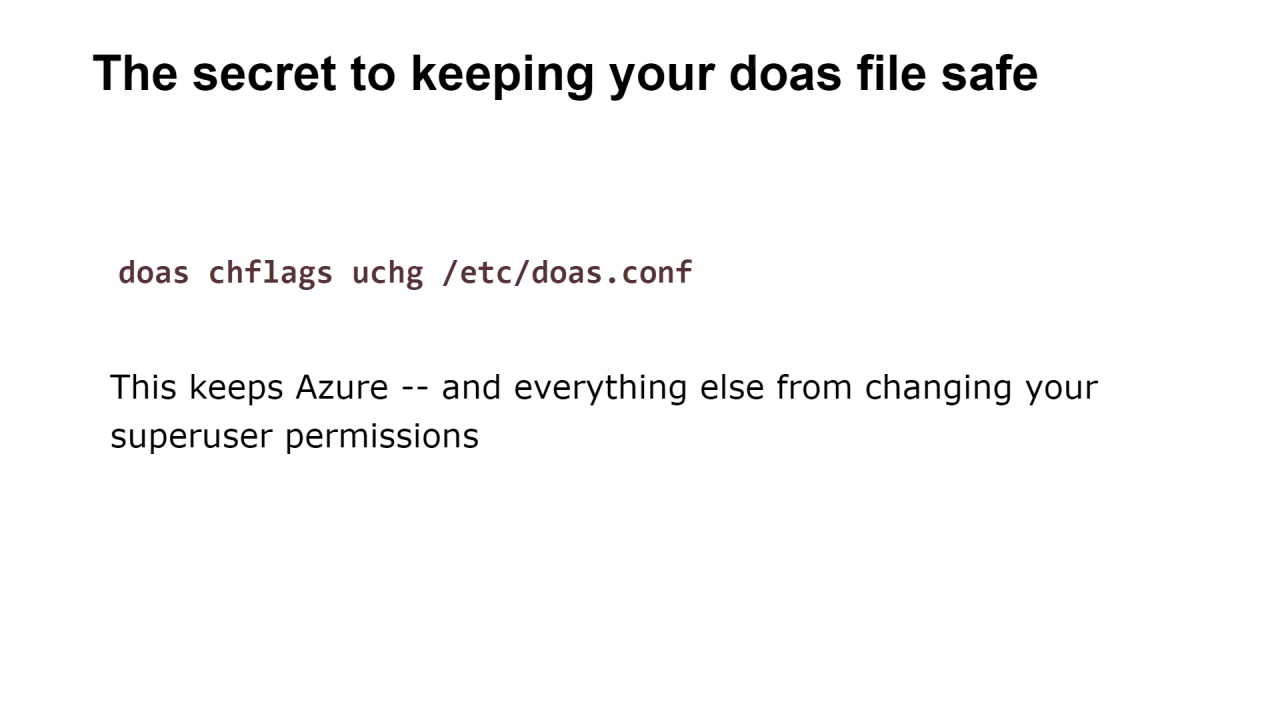 The secret to keeping your doas file safe
doas chflags uchg /etc/doas.conf
This keeps Azure -- and everything else from changing your
superuser permissions